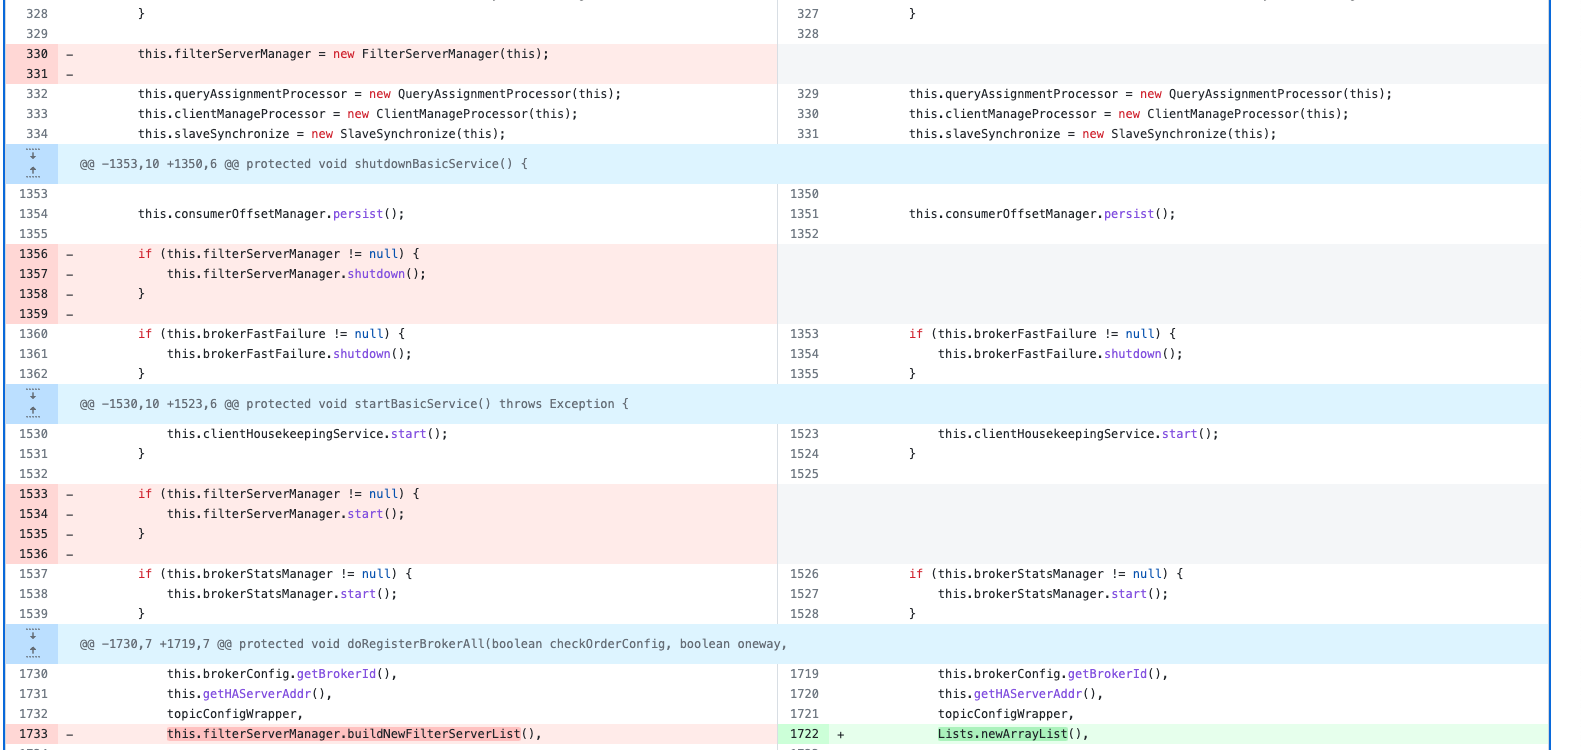 328 } 327 }
329 328
330 - this.filterServerManager = new FilterServerManager(this);
331 -
332 this.queryAssignmentProcessor = new QueryAssignmentProcessor(this); 329 this.queryAssignmentProcessor = new QueryAssignmentProcessor(this);
333 this.clientManageProcessor = new ClientManageProcessor(this); 330 this.clientManageProcessor = new ClientManageProcessor(this);
334 this.slaveSynchronize = new SlaveSynchronize(this); 331 this.slaveSynchronize = new SlaveSynchronize(this);
@@ -1353,10 +1350,6 @@ protected void shutdownBasicService() {
1353 1350
1354 this.consumerOffsetManager.persist(); 1351 this.consumerOffsetManager.persist();
1355 1352
1356 - if (this.filterServerManager != null) {
1357 - this.filterServerManager.shutdown();
1358 - }
1359 -
1360 if (this.brokerFastFailure != null) { 1353 if (this.brokerFastFailure != null) {
1361 this.brokerFastFailure.shutdown(); 1354 this.brokerFastFailure.shutdown();
1362 } 1355 }
@@ -1530,10 +1523,6 @@ protected void startBasicService() throws Exception {
1530 this.clientHousekeepingService.start(); 1523 this.clientHousekeepingService.start();
1531 } 1524 }
1532 1525
1533 - if (this.filterServerManager != null) {
1534 - this.filterServerManager.start();
1535 - }
1536 -
1537 if (this.brokerStatsManager != null) { 1526 if (this.brokerStatsManager != null) {
1538 this.brokerStatsManager.start(); 1527 this.brokerStatsManager.start();
1539 } 1528 }
@@ -1730,7 +1719,7 @@ protected void doRegisterBrokerAll(boolean checkOrderConfig, boolean oneway,
1730 this.brokerConfig.getBrokerId(), 1719 this.brokerConfig.getBrokerId(),
1731 this.getHAServerAddr(), 1720 this.getHAServerAddr(),
1732 topicConfigWrapper, 1721 topicConfigWrapper,
1733 - this.filterServerManager.buildNewFilterServerList(), 1722 + Lists.newArrayList(),